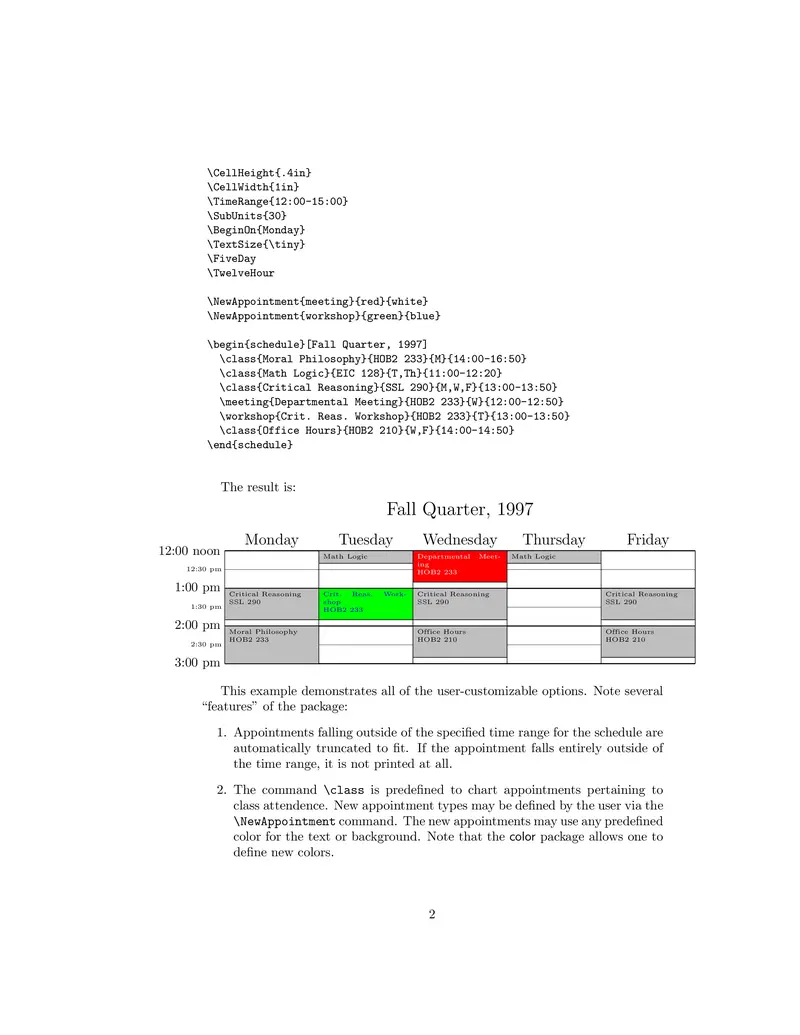 \CellHeight{.4in}
\CellWidth{1in}
\TimeRange{12:00-15:00}
\SubUnits{30}
\BeginOn{Monday}
\TextSize{\tiny}
\FiveDay
\TwelveHour
\NewAppointment{meeting}{red}{white}
\NewAppointment{workshop}{green}{blue}
\begin{schedule}[Fall Quarter, 1997]
\class{Moral Philosophy}{HOB2 233}{M}{14:00-16:50}
\class{Math Logic}{EIC 128}{T,Th}{11:00-12:20}
\class{Critical Reasoning}{SSL 290}{M,W,F}{13:00-13:50}
\meeting{Departmental Meeting}{HOB2 233}{W}{12:00-12:50}
\workshop{Crit. Reas. Workshop}{HOB2 233}{T}{13:00-13:50}
\class{Office Hours}{HOB2 210}{W,F}{14:00-14:50}
\end{schedule}
The result is:
Fall Quarter, 1997
Monday Tuesday Wednesday Thursday Friday
12:00 noon
Math Logic
Departmental Meet-
ing
HOB2 233
Math Logic
12:30 pm
1:00 pm
Critical Reasoning
SSL 290
Crit. Reas. Work-
shop
HOB2 233
Critical Reasoning
SSL 290
Critical Reasoning
SSL 290
1:30 pm
2:00 pm
Moral Philosophy
HOB2 233
Office Hours
HOB2 210
Office Hours
HOB2 210
2:30 pm
3:00 pm
This example demonstrates all of the user-customizable options. Note several
“features” of the package:
1. Appointments falling outside of the specified time range for the schedule are
automatically truncated to fit. If the appointment falls entirely outside of
the time range, it is not printed at all.
2. The command \class is predefined to chart appointments pertaining to
class attendence. New appointment types may be defined by the user via the
\NewAppointment command. The new appointments may use any predefined
color for the text or background. Note that the color package allows one to
define new colors.
2